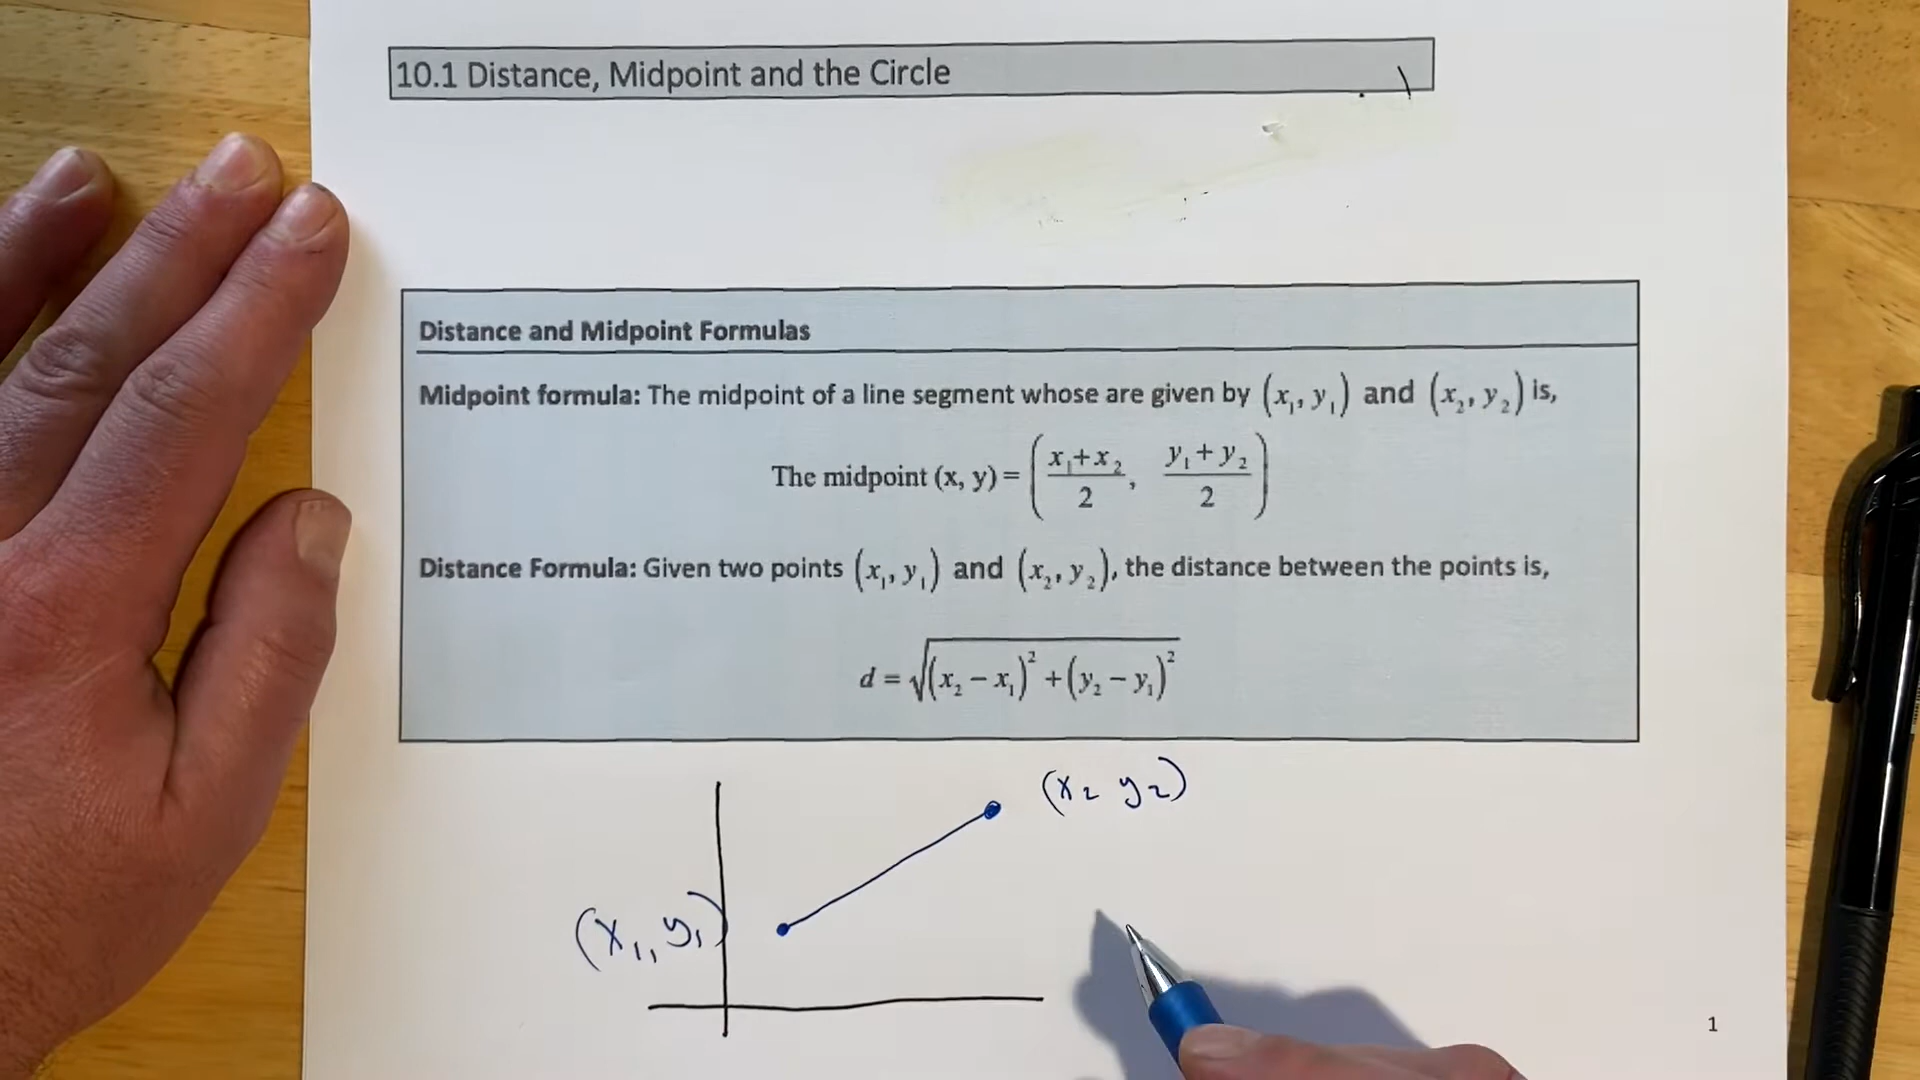 10.1 Distance, Midpoint and the Circle
Distance and Midpoint Formulas
Midpoint formula: The midpoint of a line segment whose are given by (x₁, y₁) and (x₂, y₂) is,
The midpoint (x, y) = ( (x₁+x₂)/2, (y₁+y₂)/2 )
Distance Formula: Given two points (x₁, y₁) and (x₂, y₂), the distance between the points is,
d = √((x₂ − x₁)² + (y₂ − y₁)²)
(x₂ y₂)
(x₁, y₁)
1